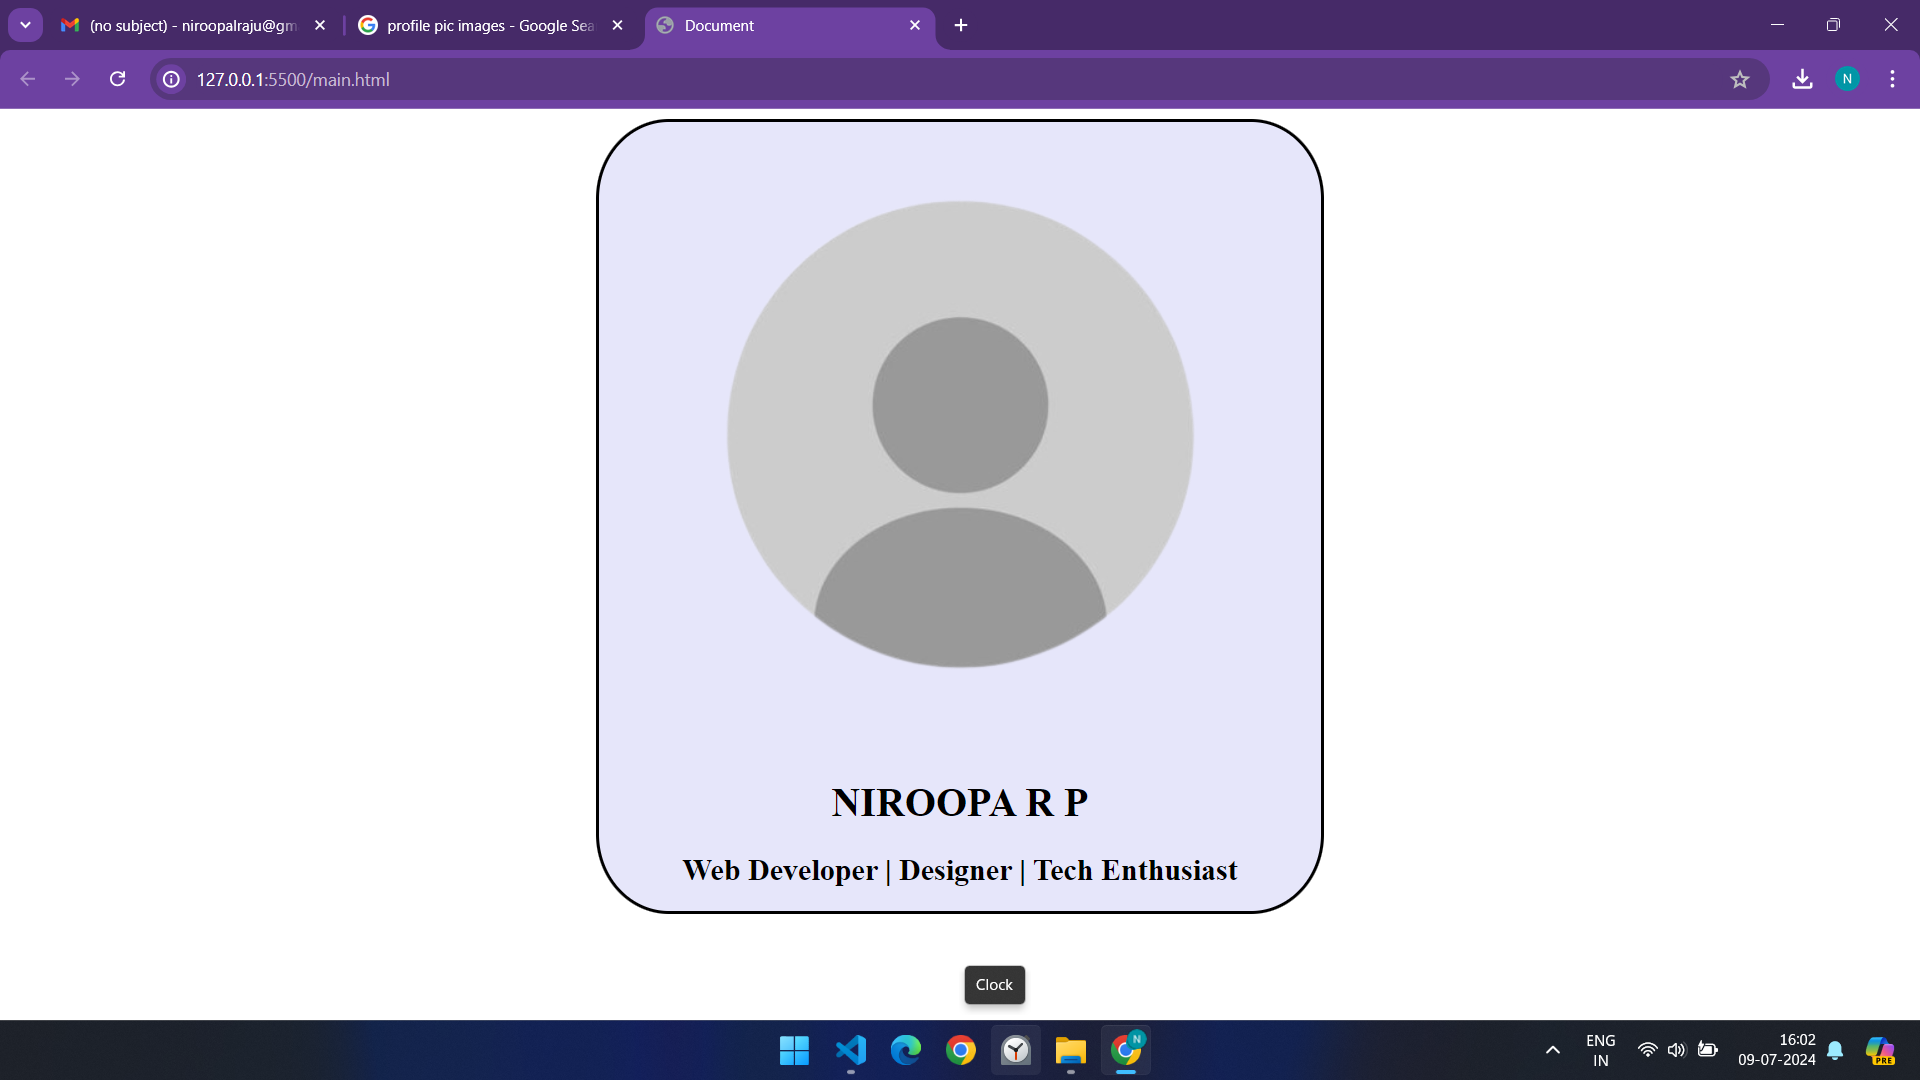 (no subject) - niroopalraju@gm
profile pic images - Google Sea
Document
127.0.0.1:5500/main.html
N
NIROOPA R P
Web Developer | Designer | Tech Enthusiast
Clock
N
ENG
IN
16:02
09-07-2024
PRE